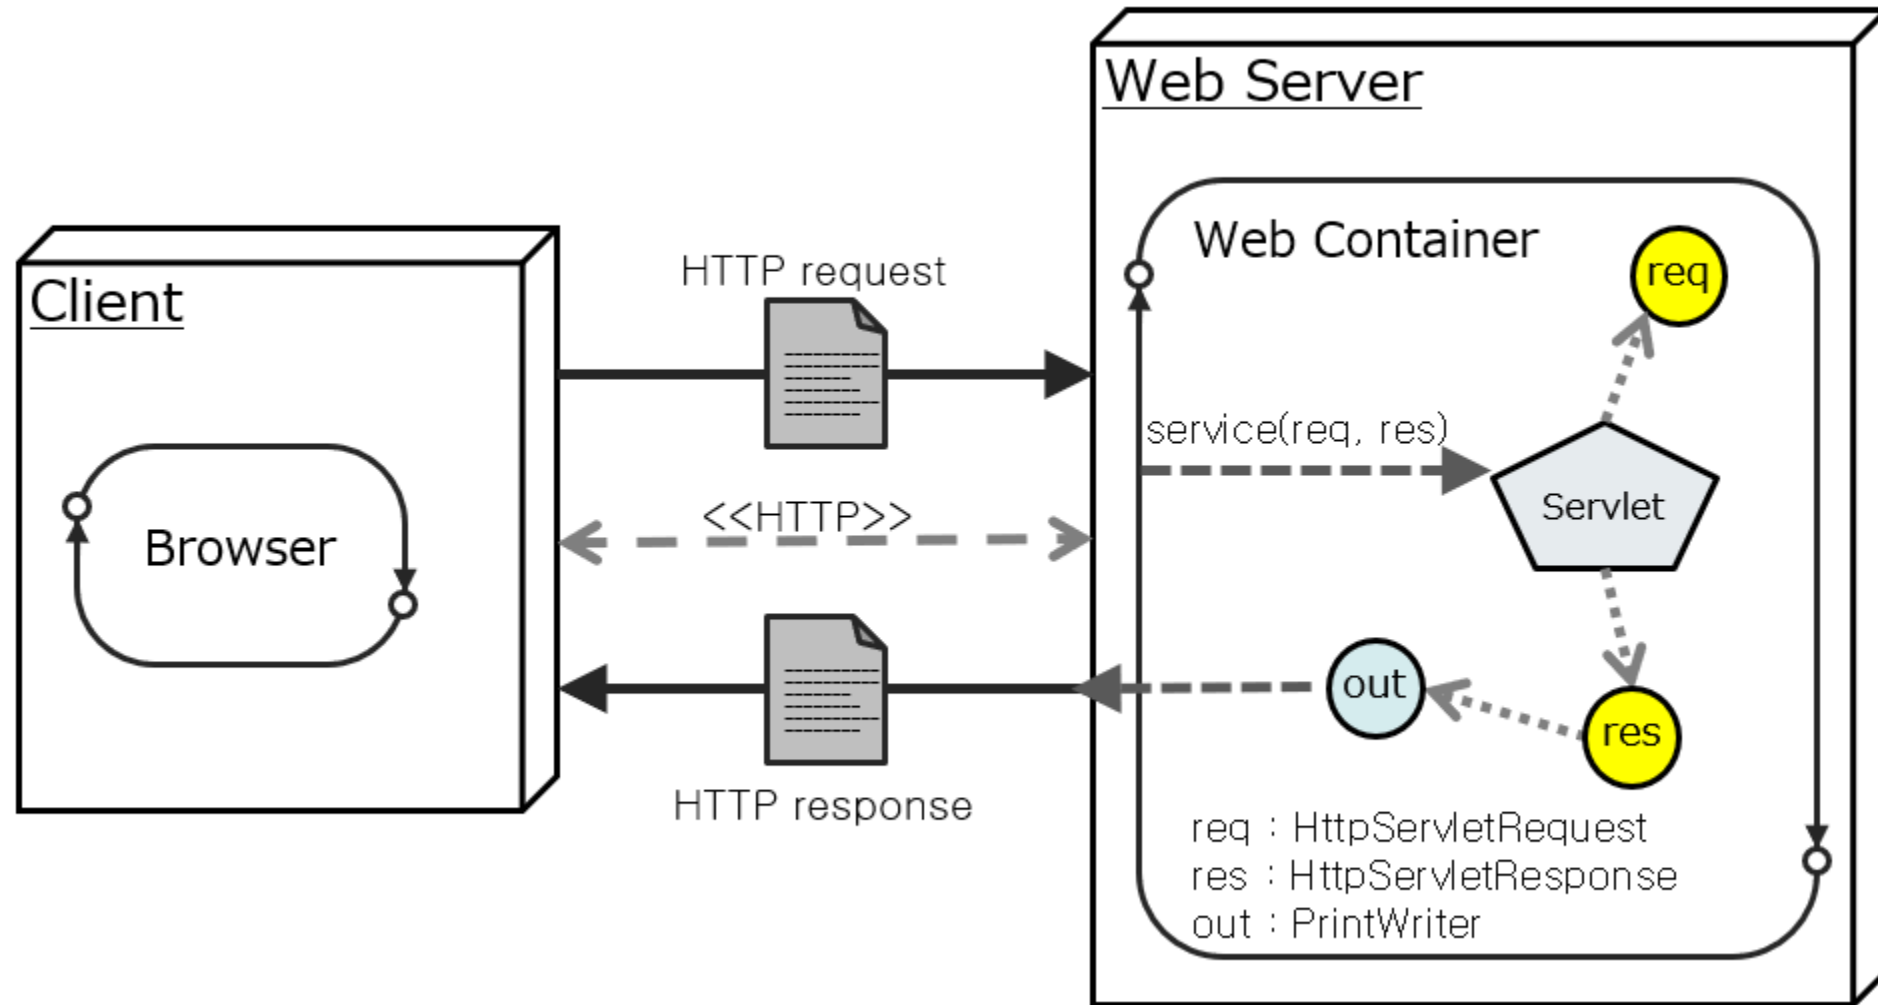 Web Server
Web Container
req
HTTP request
Client
service(req, res)
Servlet
<<HTTP>>
Browser
out
res
HTTP response
req : HttpServletRequest
res : HttpServletResponse
out : PrintWriter